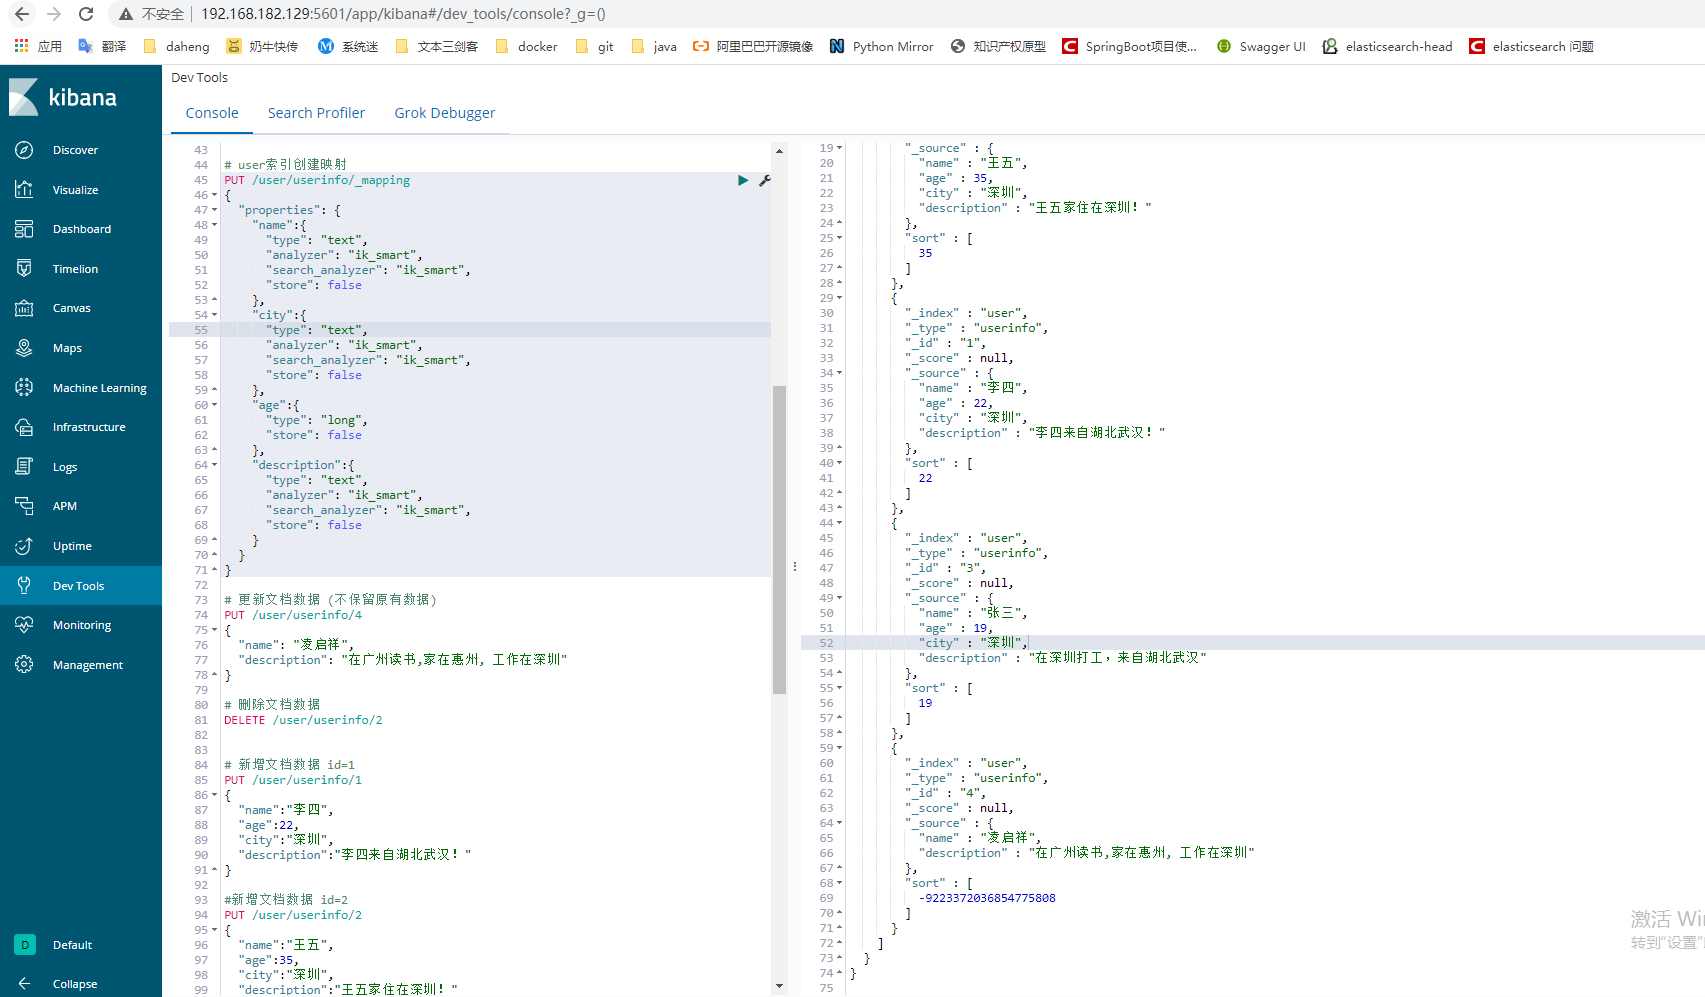 不安全 | 192.168.182.129:5601/app/kibana#/dev_tools/console?_g=()
应用 翻译 daheng 奶牛快传 系统迷 文本三剑客 docker git java 阿里巴巴开源镜像 Python Mirror 知识产权原型 SpringBoot项目使... Swagger UI elasticsearch-head elasticsearch 问题
kibana
Discover
Visualize
Dashboard
Timelion
Canvas
Maps
Machine Learning
Infrastructure
Logs
APM
Uptime
Dev Tools
Monitoring
Management
D Default
Collapse
Dev Tools
Console Search Profiler Grok Debugger
43
44 # user索引创建映射
45 PUT /user/userinfo/_mapping
46 {
47 "properties": {
48 "name":{
49 "type": "text",
50 "analyzer": "ik_smart",
51 "search_analyzer": "ik_smart",
52 "store": false
53 },
54 "city":{
55 "type": "text",
56 "analyzer": "ik_smart",
57 "search_analyzer": "ik_smart",
58 "store": false
59 },
60 "age":{
61 "type": "long",
62 "store": false
63 },
64 "description":{
65 "type": "text",
66 "analyzer": "ik_smart",
67 "search_analyzer": "ik_smart",
68 "store": false
69 }
70 }
71 }
72
73 # 更新文档数据 (不保留原有数据)
74 PUT /user/userinfo/4
75 {
76 "name": "凌启祥",
77 "description": "在广州读书,家在惠州, 工作在深圳"
78 }
79
80 # 删除文档数据
81 DELETE /user/userinfo/2
82
83
84 # 新增文档数据 id=1
85 PUT /user/userinfo/1
86 {
87 "name":"李四",
88 "age":22,
89 "city":"深圳",
90 "description":"李四来自湖北武汉! "
91 }
92
93 #新增文档数据 id=2
94 PUT /user/userinfo/2
95 {
96 "name":"王五",
97 "age":35,
98 "city":"深圳",
99 "description":"王五家住在深圳! "
19 "_source" : {
20 "name" : "王五",
21 "age" : 35,
22 "city" : "深圳",
23 "description" : "王五家住在深圳! "
24 },
25 "sort" : [
26 35
27 ]
28 },
29 {
30 "_index" : "user",
31 "_type" : "userinfo",
32 "_id" : "1",
33 "_score" : null,
34 "_source" : {
35 "name" : "李四",
36 "age" : 22,
37 "city" : "深圳",
38 "description" : "李四来自湖北武汉! "
39 },
40 "sort" : [
41 22
42 ]
43 },
44 {
45 "_index" : "user",
46 "_type" : "userinfo",
47 "_id" : "3",
48 "_score" : null,
49 "_source" : {
50 "name" : "张三",
51 "age" : 19,
52 "city" : "深圳",
53 "description" : "在深圳打工，来自湖北武汉"
54 },
55 "sort" : [
56 19
57 ]
58 },
59 {
60 "_index" : "user",
61 "_type" : "userinfo",
62 "_id" : "4",
63 "_score" : null,
64 "_source" : {
65 "name" : "凌启祥",
66 "description" : "在广州读书,家在惠州, 工作在深圳"
67 },
68 "sort" : [
69 -9223372036854775808
70 ]
71 }
72 ]
73 }
74 }
75
激活 Win
转到"设置"